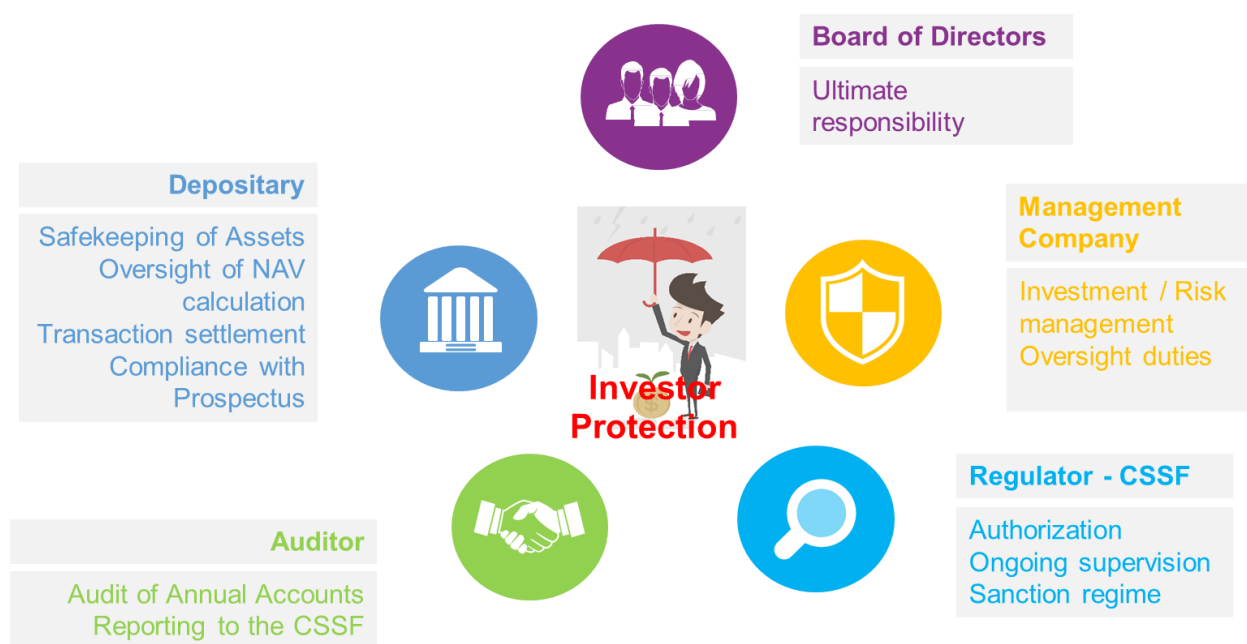 Board of Directors
Ultimate
responsibility
Depositary
Safekeeping of Assets
Oversight of NAV
calculation
Transaction settlement
Compliance with
Prospectus
Management
Company
Investment / Risk
management
Oversight duties
Investor
Protection
Auditor
Audit of Annual Accounts
Reporting to the CSSF
Regulator - CSSF
Authorization
Ongoing supervision
Sanction regime